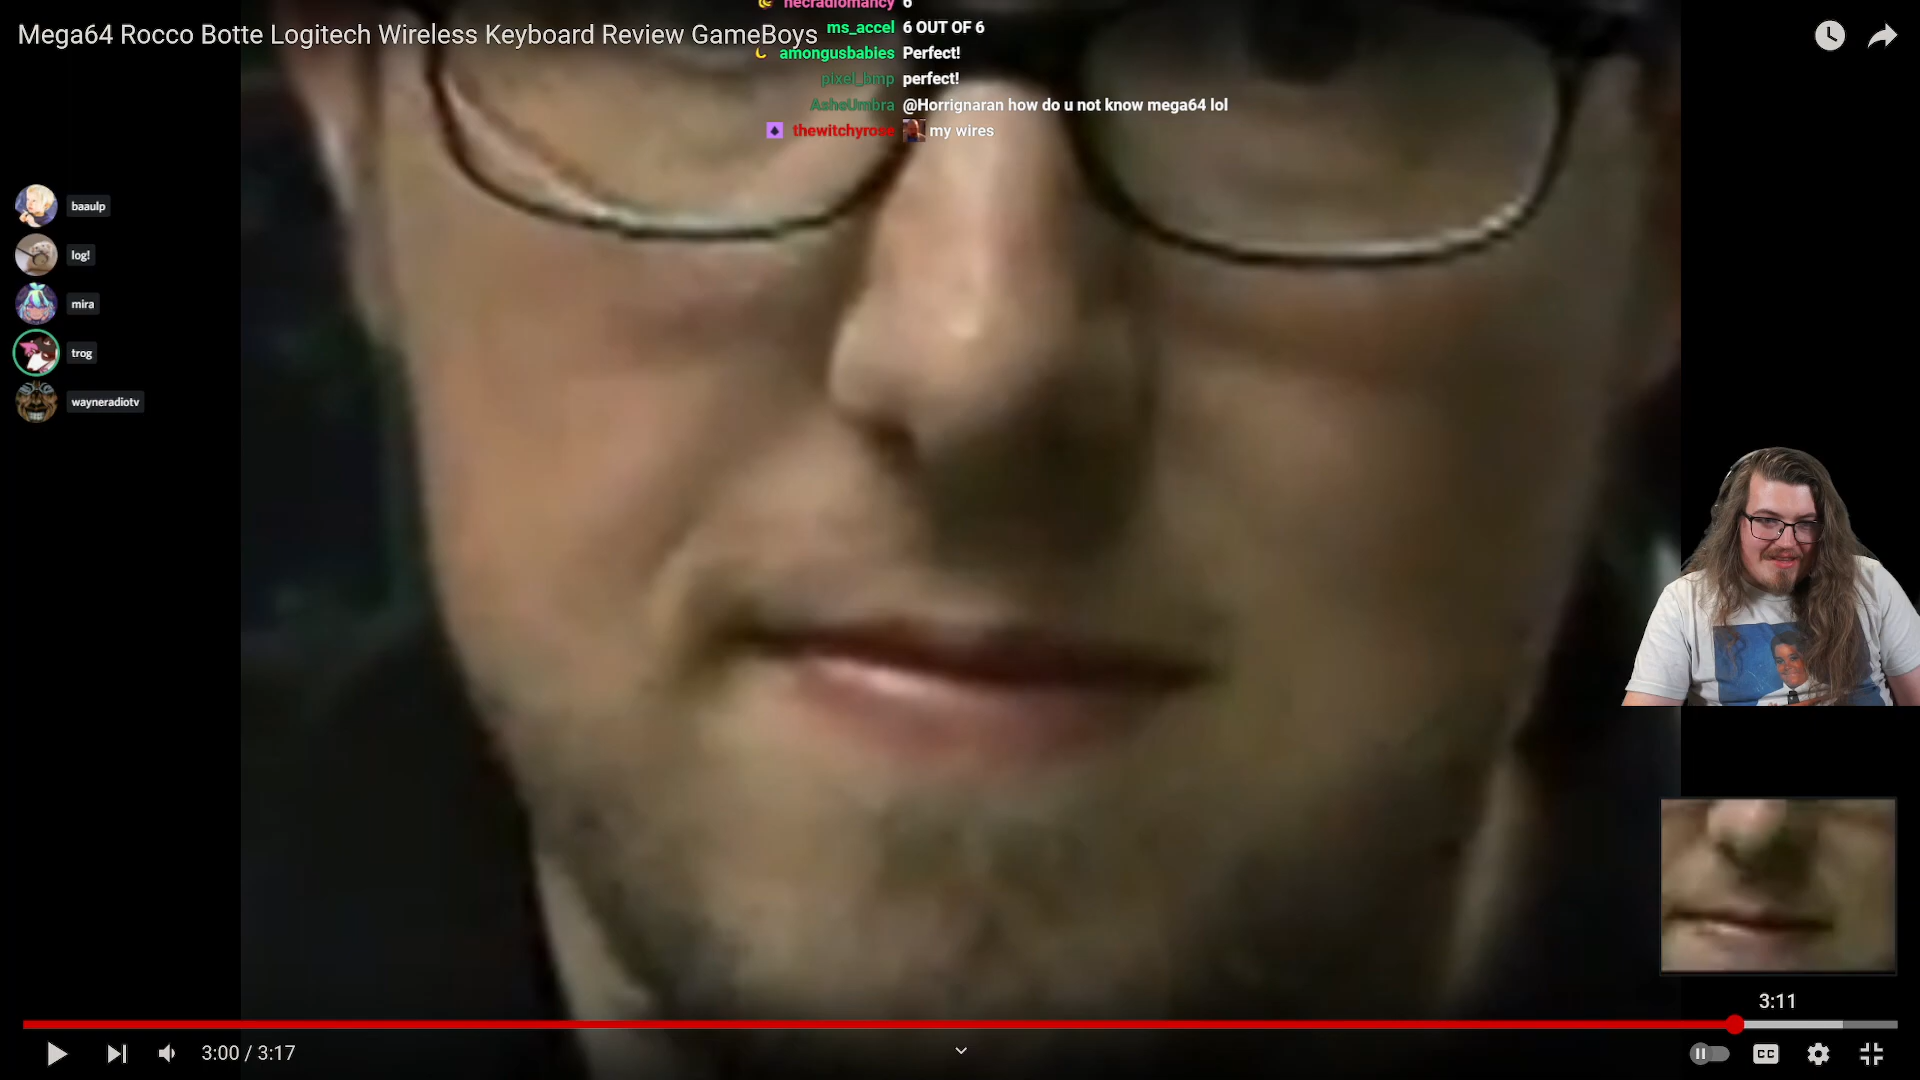 necradiomancy 6
Mega64 Rocco Botte Logitech Wireless Keyboard Review GameBoys
ms_accel 6 OUT OF 6
amongusbabies Perfect!
pixel_bmp perfect!
AsheUmbra @Horrignaran how do u not know mega64 lol
thewitchyrose my wires
baaulp
log!
mira
trog
wayneradiotv
3:11
3:00 / 3:17
CC